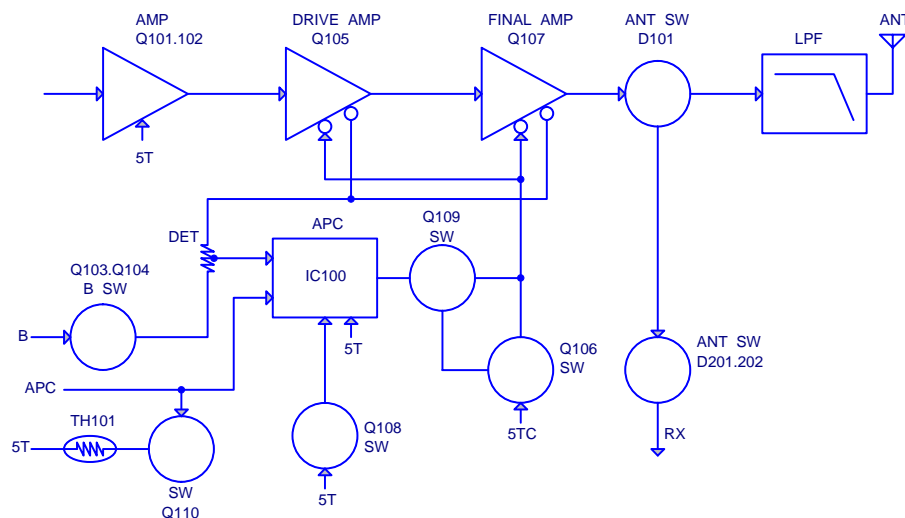 AMP
Q101.102
DRIVE AMP
Q105
FINAL AMP
Q107
ANT SW
D101
LPF
ANT
5T
DET
APC
IC100
Q109
SW
Q103.Q104
B SW
B
5T
Q106
SW
ANT SW
D201.202
APC
TH101
5T
SW
Q110
Q108
SW
5T
5TC
RX